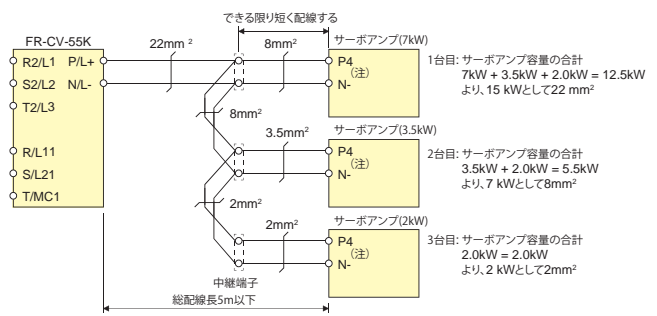 できる限り短く配線する
FR-CV-55K
22mm²
8mm²
サーボアンプ(7kW)
R2/L1 P/L+
S2/L2 N/L-
T2/L3
R/L11
S/L21
T/MC1
P4
(注)
N-
1台目: サーボアンプ容量の合計
7kW + 3.5kW + 2.0kW = 12.5kW
より、15 kWとして22 mm²
8mm²
3.5mm²
サーボアンプ(3.5kW)
P4
(注)
N-
2台目: サーボアンプ容量の合計
3.5kW + 2.0kW = 5.5kW
より、7 kWとして8mm²
2mm²
2mm²
サーボアンプ(2kW)
P4
(注)
N-
3台目: サーボアンプ容量の合計
2.0kW = 2.0kW
より、2 kWとして2mm²
中継端子
総配線長5m以下